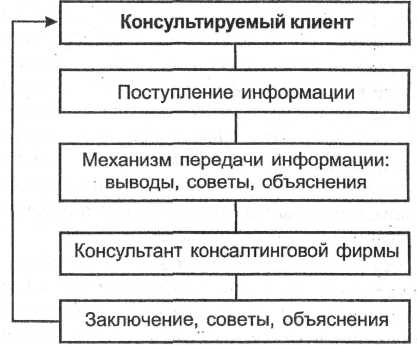 Консультируемый клиент
Поступление информации
Механизм передачи информации:
выводы, советы, объяснения
Консультант консалтинговой фирмы
Заключение, советы, объяснения